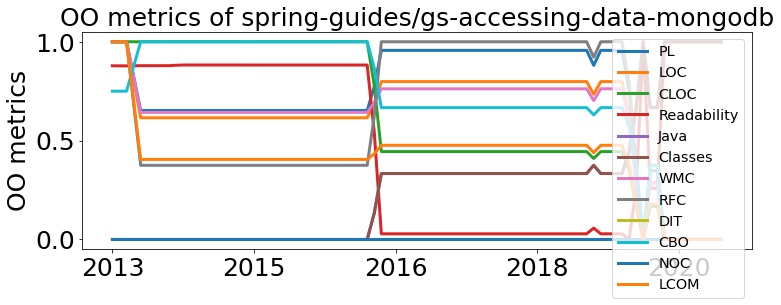 OO metrics of spring-guides/gs-accessing-data-mongodb
OO metrics
1.0
0.5
0.0
2013
2015
2016
2018
2020
PL
LOC
CLOC
Readability
Java
Classes
WMC
RFC
DIT
CBO
NOC
LCOM